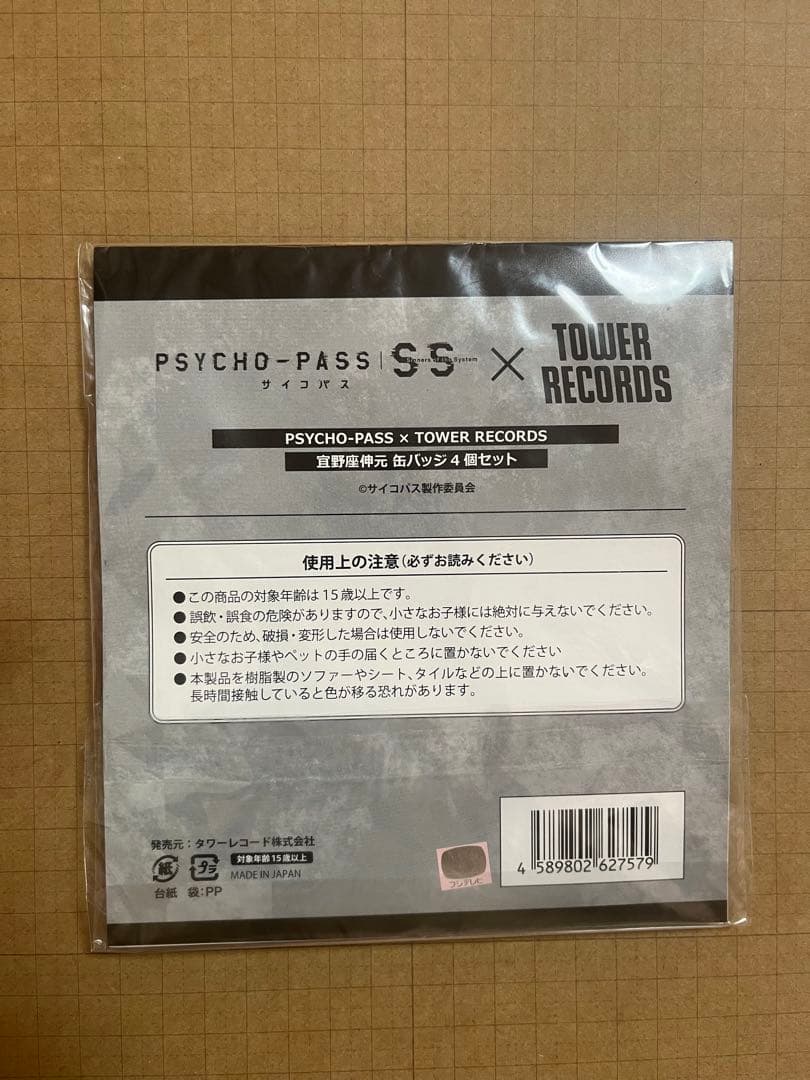 PSYCHO-PASS SS Sinners of the System × TOWER RECORDS
サイコパス
PSYCHO-PASS × TOWER RECORDS
宜野座伸元 缶バッジ4個セット
©サイコパス製作委員会
使用上の注意（必ずお読みください）
●この商品の対象年齢は15歳以上です。
●誤飲・誤食の危険がありますので、小さなお子様には絶対に与えないでください。
●安全のため、破損・変形した場合は使用しないでください。
●小さなお子様やペットの手の届くところに置かないでください
●本製品を樹脂製のソファーやシート、タイルなどの上に置かないでください。
長時間接触していると色が移る恐れがあります。
発売元：タワーレコード株式会社
紙 プラ 対象年齢15歳以上
MADE IN JAPAN
台紙 袋:PP
フジテレビ
4 589802 627579